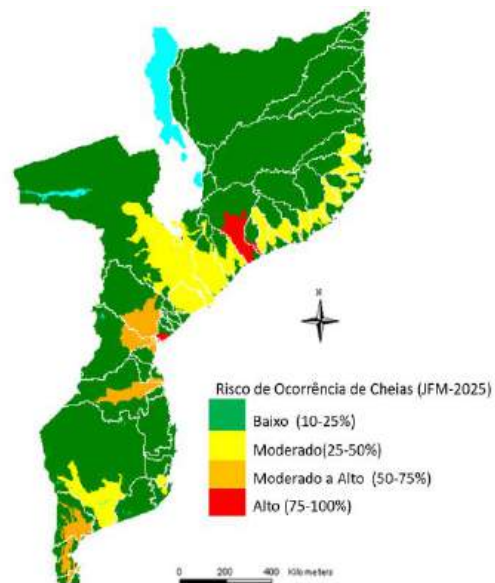 N
Risco de Ocorrência de Cheias (JFM-2025)
Baixo (10-25%)
Moderado(25-50%)
Moderado a Alto (50-75%)
Alto (75-100%)
0 200 400 Kilometers